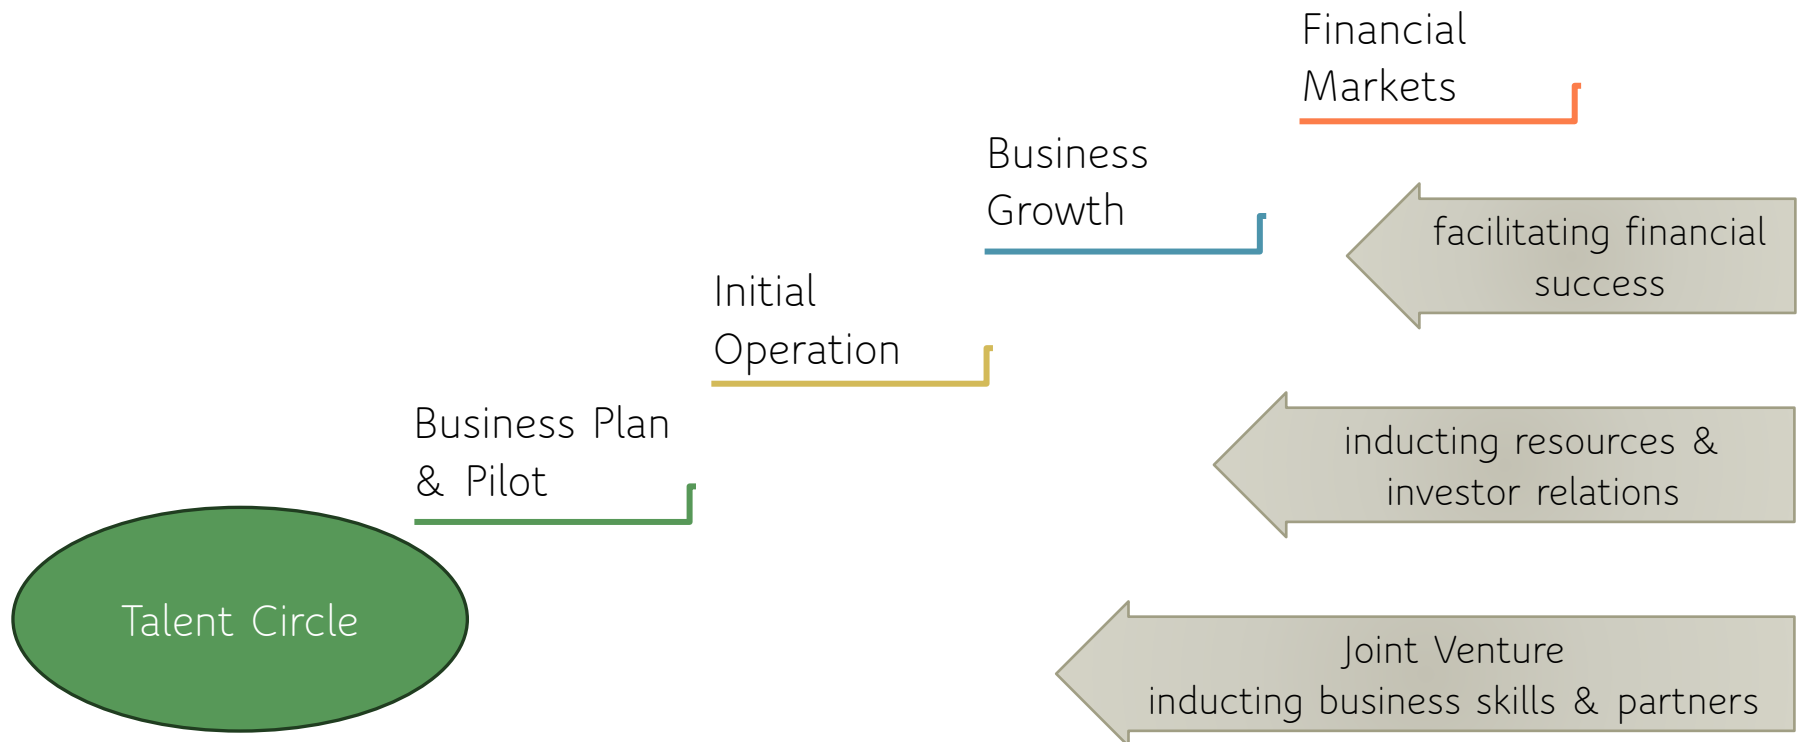 Financial
Markets
Business
Growth
facilitating financial
success
Initial
Operation
Business Plan
& Pilot
inducting resources &
investor relations
Talent Circle
Joint Venture
inducting business skills & partners